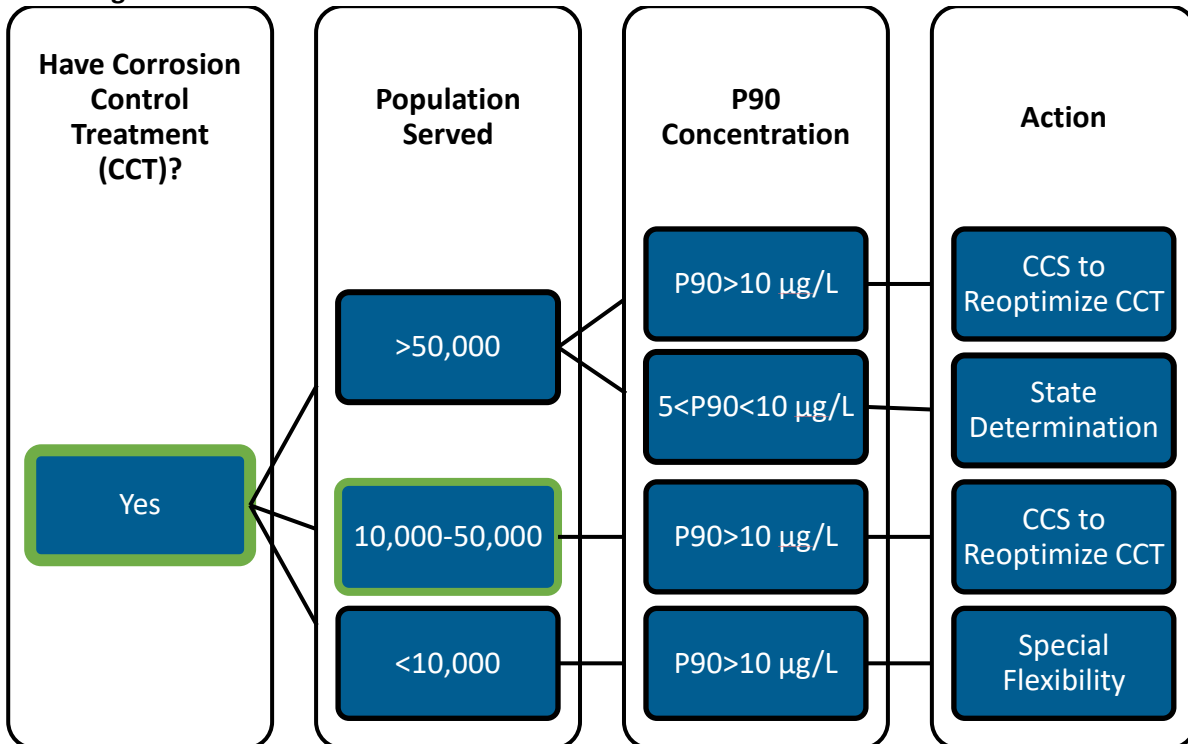 Have Corrosion
Control
Treatment
(CCT)?
Yes
Population
Served
>50,000
10,000-50,000
<10,000
P90
Concentration
P90>10 µg/L
5<P90<10 µg/L
P90>10 µg/L
P90>10 µg/L
Action
CCS to
Reoptimize CCT
State
Determination
CCS to
Reoptimize CCT
Special
Flexibility